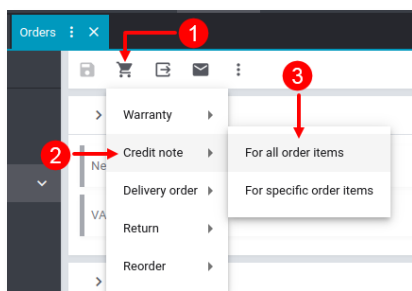 Orders
1
3
Warranty
2
Credit note
For all order items
Ne
Delivery order
For specific order items
VA
Return
Reorder